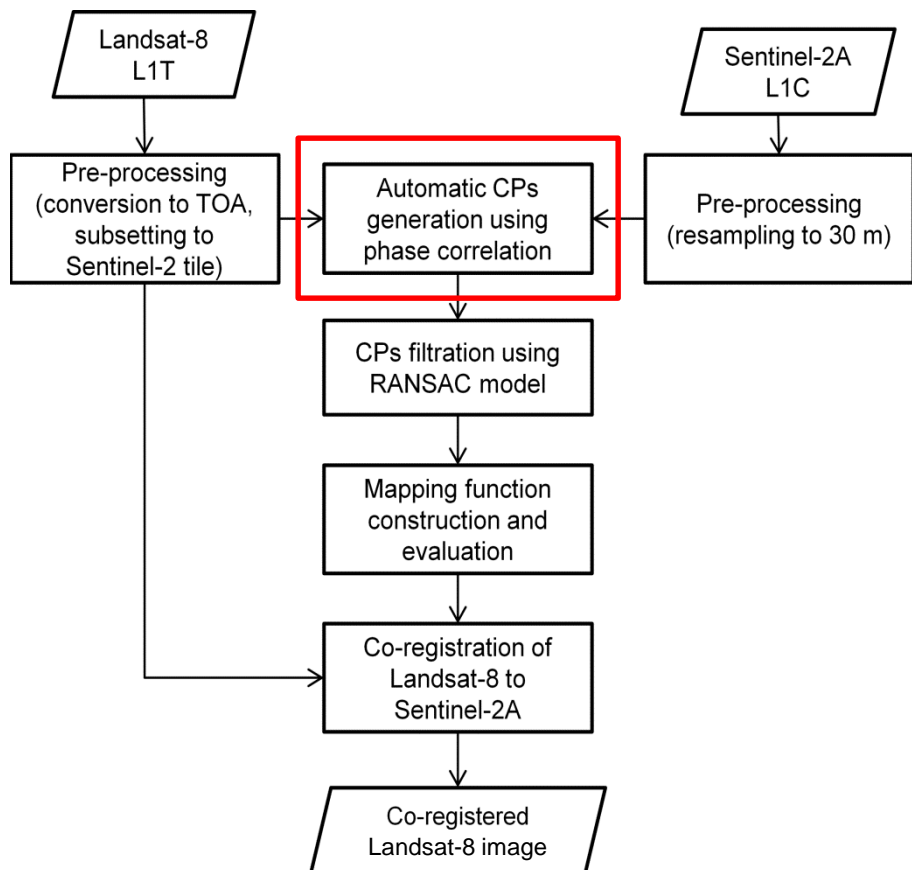 Landsat-8
L1T
Sentinel-2A
L1C
Pre-processing
(conversion to TOA,
subsetting to
Sentinel-2 tile)
Automatic CPs
generation using
phase correlation
Pre-processing
(resampling to 30 m)
CPs filtration using
RANSAC model
Mapping function
construction and
evaluation
Co-registration of
Landsat-8 to
Sentinel-2A
Co-registered
Landsat-8 image